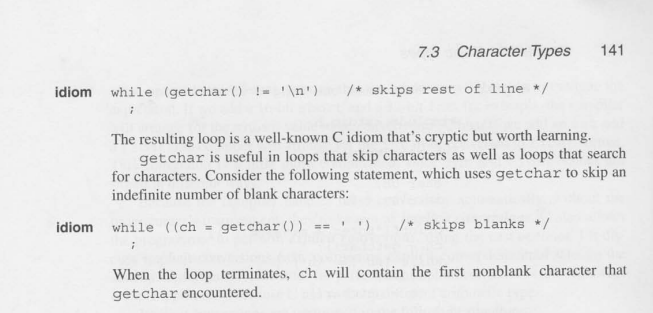 7.3 Character Types 141
idiom while (getchar() != '\n') /* skips rest of line */
;
The resulting loop is a well-known C idiom that's cryptic but worth learning.
getchar is useful in loops that skip characters as well as loops that search
for characters. Consider the following statement, which uses getchar to skip an
indefinite number of blank characters:
idiom while ((ch = getchar()) == ' ') /* skips blanks */
;
When the loop terminates, ch will contain the first nonblank character that
getchar encountered.